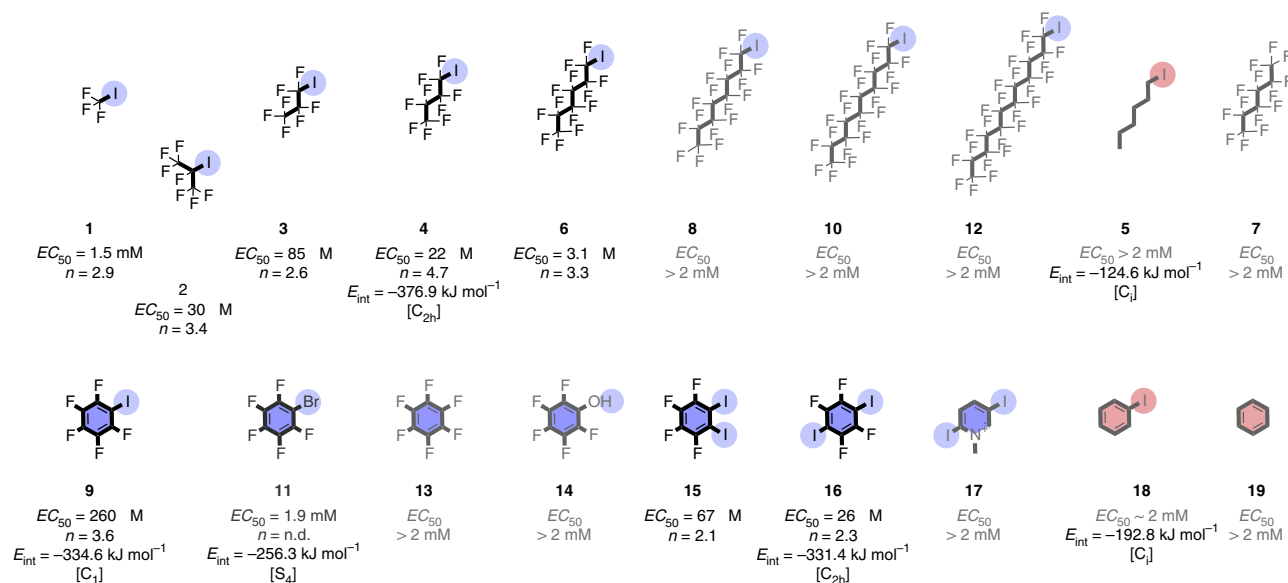 F F F I
F F F F F F F I
F F F F F F F I
F F F F F F F F F I
F F F F F F F F F F F F F I
F F F F F F F F F F F F F F F F F I
F F F F F F F F F F F F F F F F F F F F F I
F F F F F F F F F F F F F F F F F F F F F F F F F I
I
1
EC50 = 1.5 mM
n = 2.9
2
EC50 = 30 M
n = 3.4
3
EC50 = 85 M
n = 2.6
4
EC50 = 22 M
n = 4.7
Eint = –376.9 kJ mol–1
[C2h]
6
EC50 = 3.1 M
n = 3.3
8
EC50
> 2 mM
10
EC50
> 2 mM
12
EC50
> 2 mM
5
EC50 > 2 mM
Eint = –124.6 kJ mol–1
[Ci]
7
EC50
> 2 mM
F F F F F I
F F F F F Br
F F F F F F
F F F F F OH
F F F F I I
F F F F I I
I I N+
I
9
EC50 = 260 M
n = 3.6
Eint = –334.6 kJ mol–1
[C1]
11
EC50 = 1.9 mM
n = n.d.
Eint = –256.3 kJ mol–1
[S4]
13
EC50
> 2 mM
14
EC50
> 2 mM
15
EC50 = 67 M
n = 2.1
16
EC50 = 26 M
n = 2.3
Eint = –331.4 kJ mol–1
[C2h]
17
EC50
> 2 mM
18
EC50 ~ 2 mM
Eint = –192.8 kJ mol–1
[Ci]
19
EC50
> 2 mM